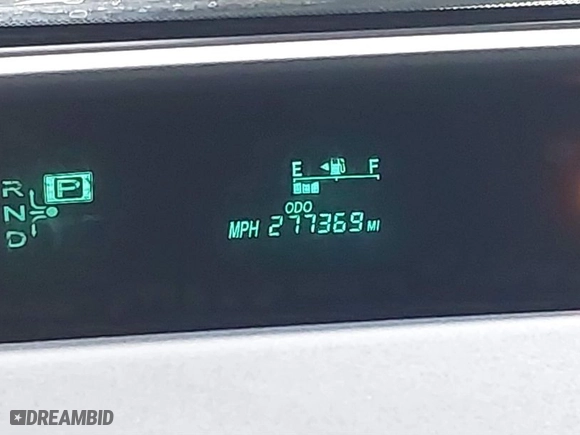 R
P
N
D
E F
ODO
MPH 277369 MI
DREAMBID